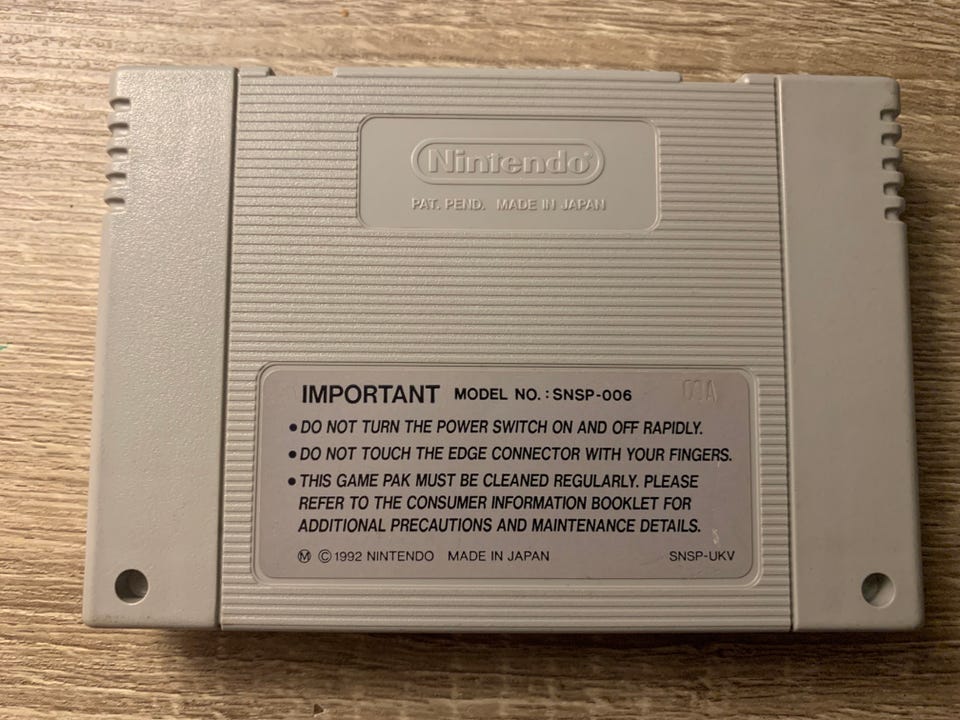 Nintendo®
PAT. PEND. MADE IN JAPAN
IMPORTANT MODEL NO.: SNSP-006
• DO NOT TURN THE POWER SWITCH ON AND OFF RAPIDLY.
• DO NOT TOUCH THE EDGE CONNECTOR WITH YOUR FINGERS.
• THIS GAME PAK MUST BE CLEANED REGULARLY. PLEASE
REFER TO THE CONSUMER INFORMATION BOOKLET FOR
ADDITIONAL PRECAUTIONS AND MAINTENANCE DETAILS.
Ⓜ © 1992 NINTENDO MADE IN JAPAN SNSP-UKV